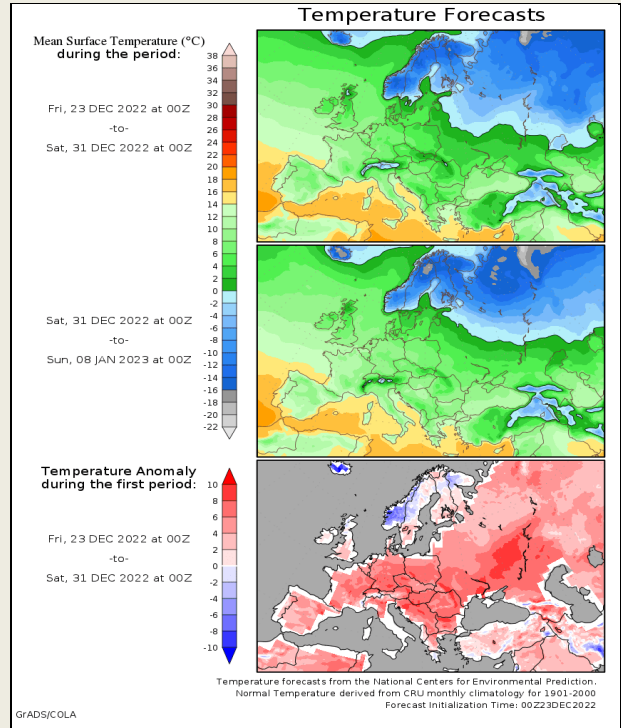 Temperature Forecasts
Mean Surface Temperature (°C)
during the period:
Fri, 23 DEC 2022 at 00Z
-to-
Sat, 31 DEC 2022 at 00Z
38
36
34
32
30
28
26
24
22
20
18
16
14
12
10
8
6
4
2
0
-2
-4
-6
-8
-10
-12
-14
-16
-18
-20
-22
Sat, 31 DEC 2022 at 00Z
-to-
Sun, 08 JAN 2023 at 00Z
Temperature Anomaly
during the first period:
Fri, 23 DEC 2022 at 00Z
-to-
Sat, 31 DEC 2022 at 00Z
10
8
6
4
2
0
-2
-4
-6
-8
-10
Temperature forecasts from the National Centers for Environmental Prediction.
Normal Temperature derived from CRU monthly climatology for 1901-2000
Forecast Initialization Time: 00Z23DEC2022
GrADS/COLA